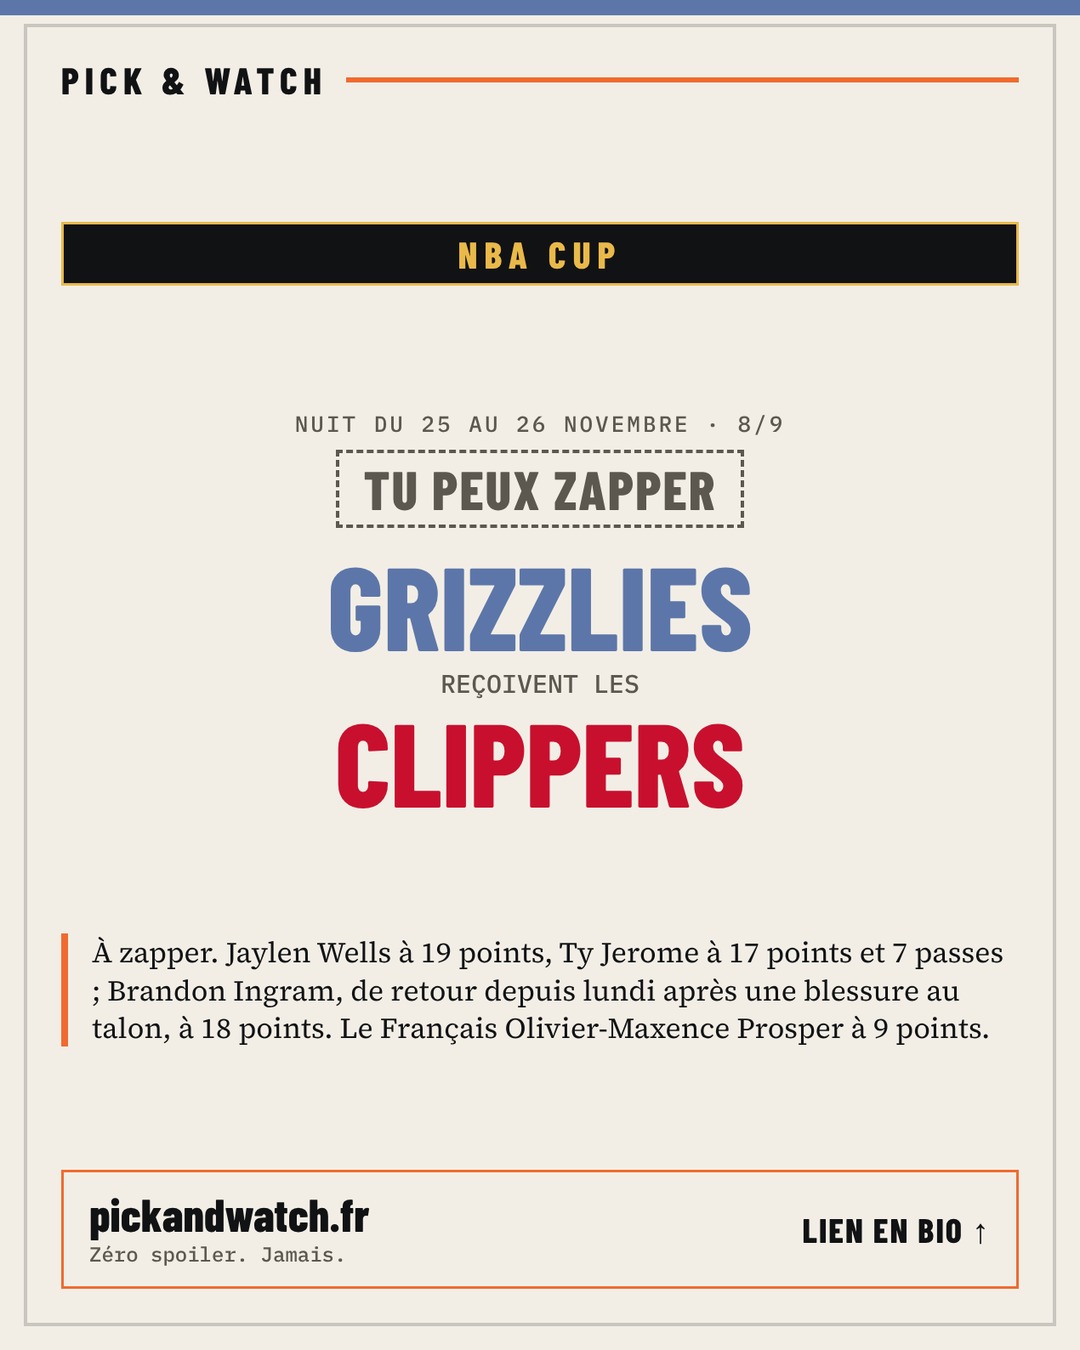 PICK & WATCH
NBA CUP
NUIT DU 25 AU 26 NOVEMBRE · 8/9
TU PEUX ZAPPER
GRIZZLIES
REÇOIVENT LES
CLIPPERS
À zapper. Jaylen Wells à 19 points, Ty Jerome à 17 points et 7 passes
; Brandon Ingram, de retour depuis lundi après une blessure au
talon, à 18 points. Le Français Olivier-Maxence Prosper à 9 points.
pickandwatch.fr
Zéro spoiler. Jamais.
LIEN EN BIO ↑